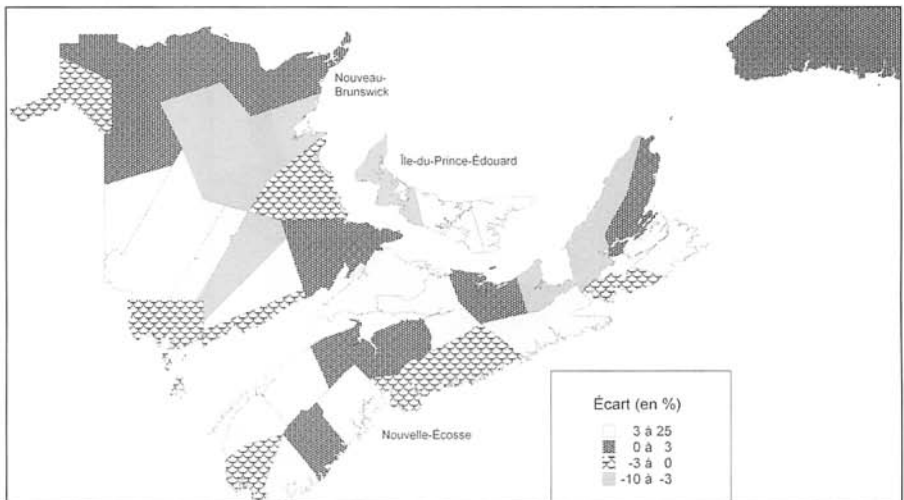 Nouveau-
Brunswick
Île-du-Prince-Édouard
Nouvelle-Écosse
Écart (en %)
3 à 25
0 à 3
-3 à 0
-10 à -3